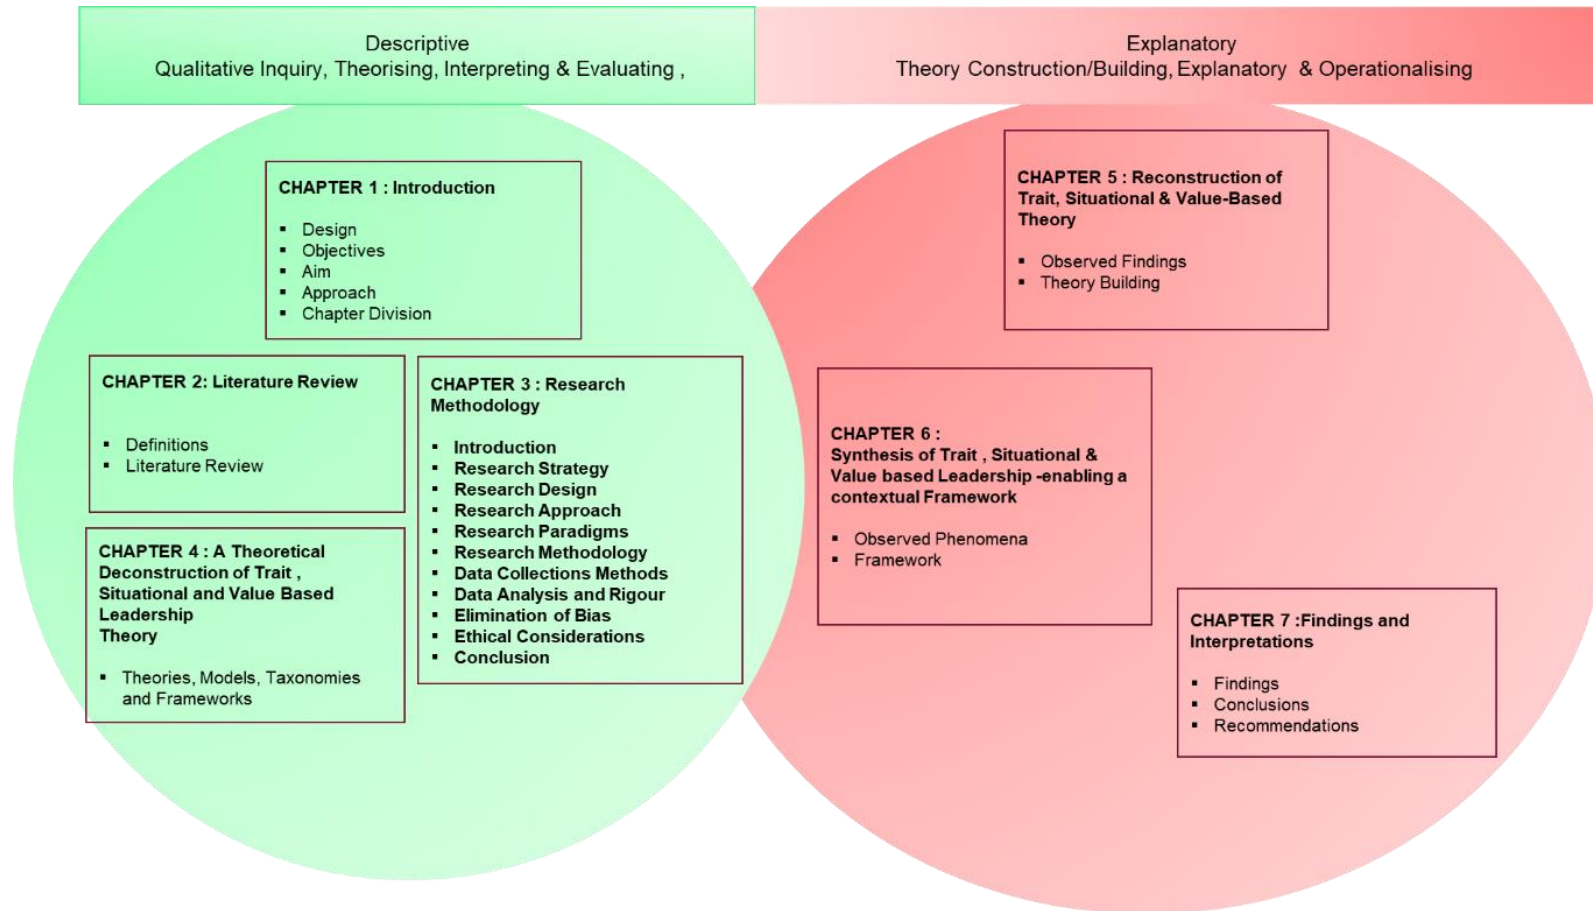 Descriptive
Qualitative Inquiry, Theorising, Interpreting & Evaluating ,
Explanatory
Theory Construction/Building, Explanatory & Operationalising
CHAPTER 1 : Introduction
▪ Design
▪ Objectives
▪ Aim
▪ Approach
▪ Chapter Division
CHAPTER 2: Literature Review
▪ Definitions
▪ Literature Review
CHAPTER 3 : Research
Methodology
▪ Introduction
▪ Research Strategy
▪ Research Design
▪ Research Approach
▪ Research Paradigms
▪ Research Methodology
▪ Data Collections Methods
▪ Data Analysis and Rigour
▪ Elimination of Bias
▪ Ethical Considerations
▪ Conclusion
CHAPTER 4 : A Theoretical
Deconstruction of Trait ,
Situational and Value Based
Leadership
Theory
▪ Theories, Models, Taxonomies
and Frameworks
CHAPTER 5 : Reconstruction of
Trait, Situational & Value-Based
Theory
▪ Observed Findings
▪ Theory Building
CHAPTER 6 :
Synthesis of Trait , Situational &
Value based Leadership -enabling a
contextual Framework
▪ Observed Phenomena
▪ Framework
CHAPTER 7 :Findings and
Interpretations
▪ Findings
▪ Conclusions
▪ Recommendations